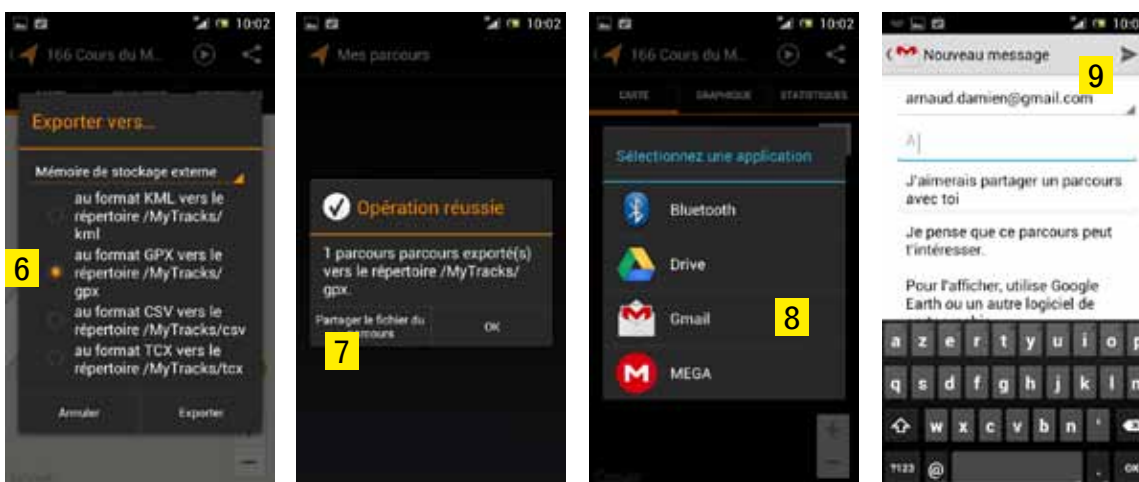 10:02
166 Cours du M...
Exporter vers...
Mémoire de stockage externe
au format KML vers le
répertoire /MyTracks/
kml
6
au format GPX vers le
répertoire /MyTracks/
gpx
au format CSV vers le
répertoire /MyTracks/csv
au format TCX vers le
répertoire /MyTracks/tcx
Annuler Exporter
10:02
Mes parcours
Opération réussie
1 parcours parcours exporté(s)
vers le répertoire /MyTracks/
gpx.
Partager le fichier du
OK
7
10:02
166 Cours du M...
CARTE GRAPHIQUE STATISTIQUES
Sélectionnez une application
Bluetooth
Drive
Gmail
8
MEGA
10:0
Nouveau message
9
arnaud.damien@gmail.com
A
J'aimerais partager un parcours
avec toi
Je pense que ce parcours peut
t'intéresser.
Pour l'afficher, utilise Google
Earth ou un autre logiciel de
a z e r t y u i o p
q s d f g h j k l m
w x c v b n '
?123 @ . OK